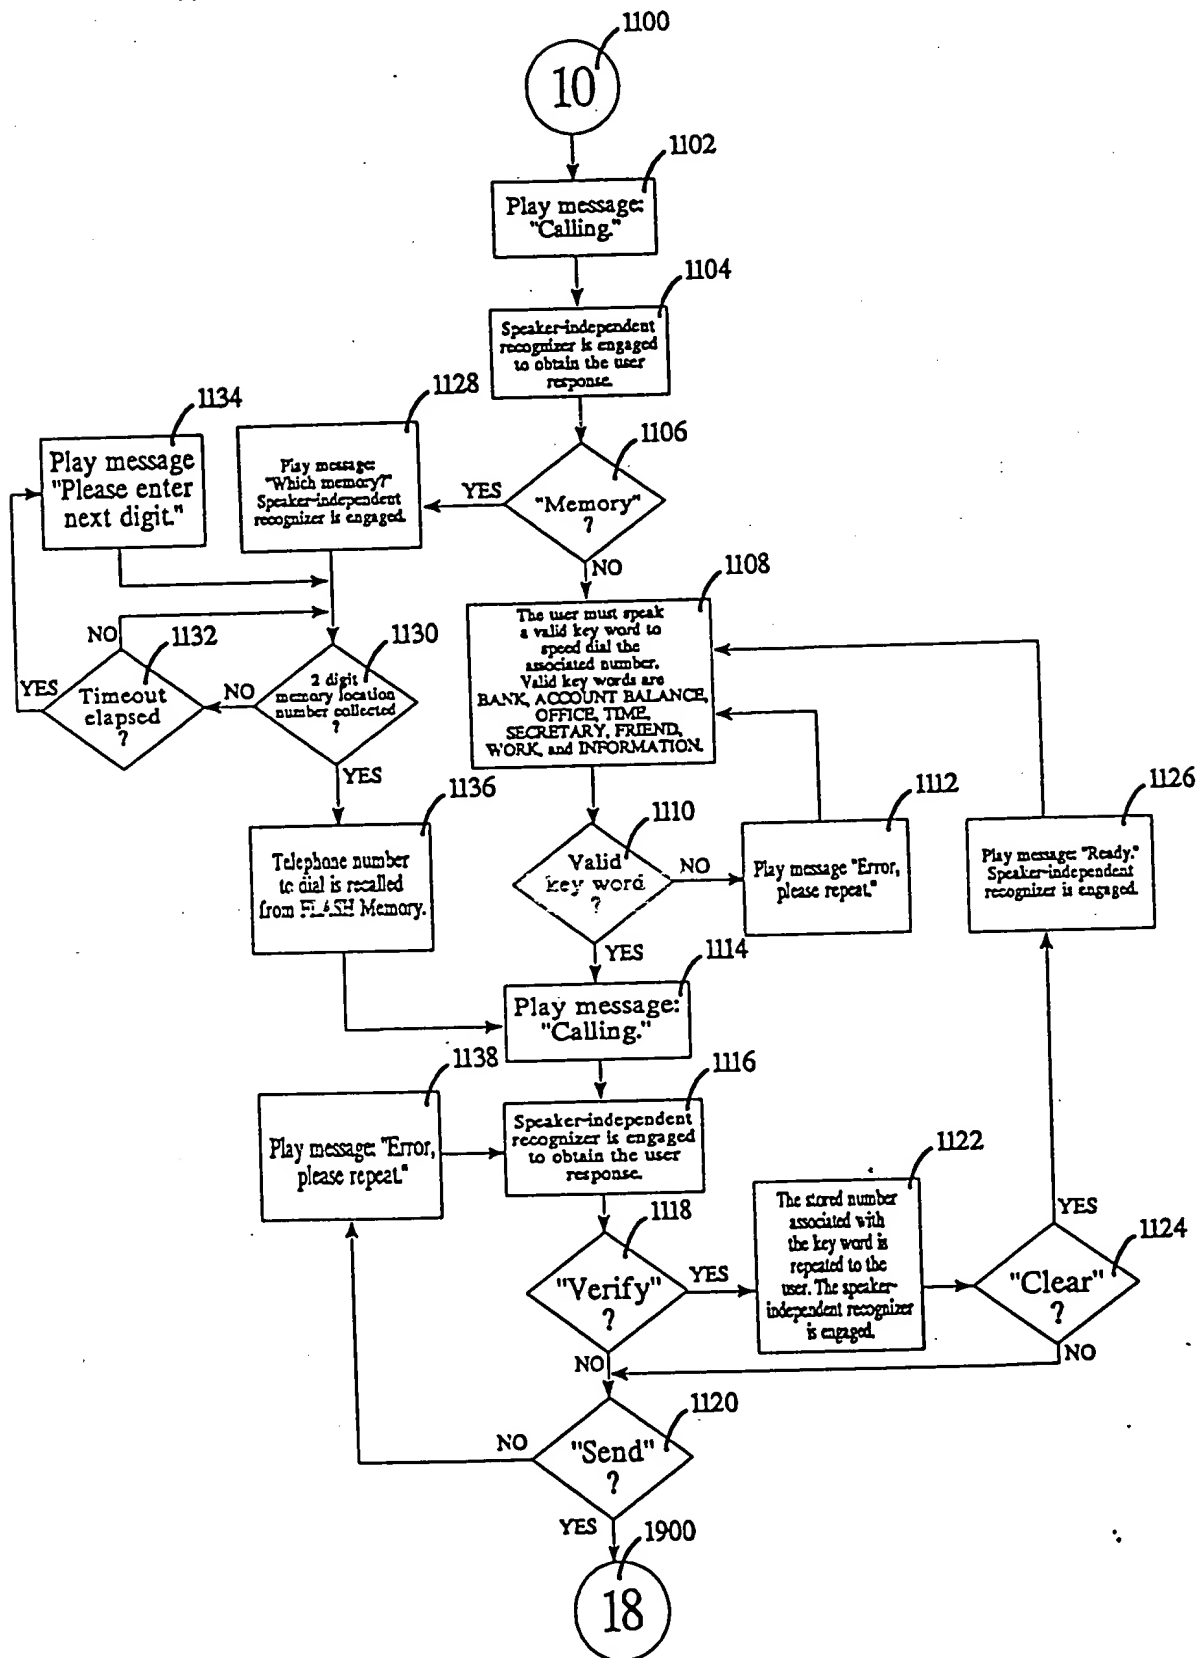 1100
10
1102
Play message:
"Calling."
1104
Speaker-independent
recognizer is engaged
to obtain the user
response.
1106
"Memory"
?
YES
NO
1128
Play message:
"Which memory?"
Speaker-independent
recognizer is engaged.
1134
Play message
"Please enter
next digit."
1108
The user must speak
a valid key word to
speed dial the
associated number.
Valid key words are
BANK, ACCOUNT BALANCE,
OFFICE, TIME,
SECRETARY, FRIEND,
WORK, and INFORMATION.
1130
2 digit
memory location
number collected
?
NO
YES
1132
Timeout
elapsed
?
NO
YES
1136
Telephone number
to dial is recalled
from FLASH Memory.
1110
Valid
key word
?
NO
YES
1112
Play message "Error,
please repeat."
1126
Play message: "Ready."
Speaker-independent
recognizer is engaged.
1114
Play message:
"Calling."
1116
Speaker-independent
recognizer is engaged
to obtain the user
response.
1138
Play message: "Error,
please repeat."
1118
"Verify"
?
YES
NO
1122
The stored number
associated with
the key word is
repeated to the
user. The speaker-
independent recognizer
is engaged.
1124
"Clear"
?
YES
NO
1120
"Send"
?
NO
YES
1900
18